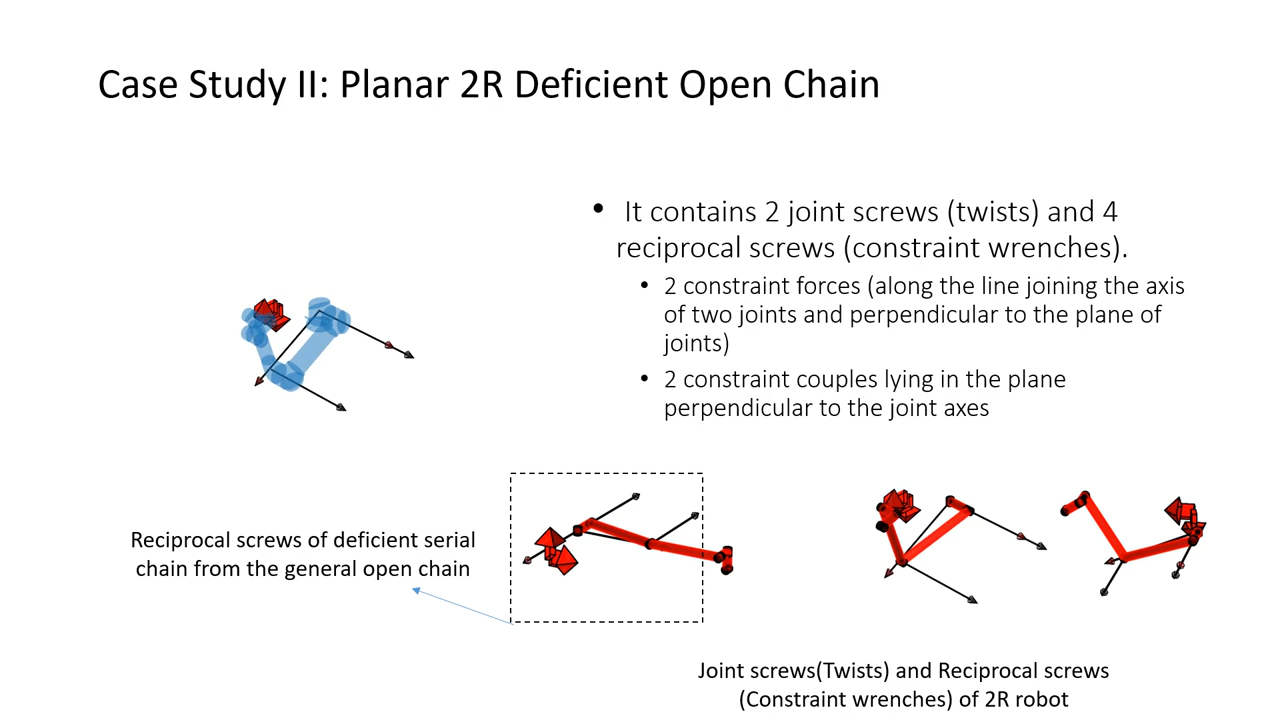 Case Study II: Planar 2R Deficient Open Chain
• It contains 2 joint screws (twists) and 4
reciprocal screws (constraint wrenches).
• 2 constraint forces (along the line joining the axis
of two joints and perpendicular to the plane of
joints)
• 2 constraint couples lying in the plane
perpendicular to the joint axes
Reciprocal screws of deficient serial
chain from the general open chain
Joint screws(Twists) and Reciprocal screws
(Constraint wrenches) of 2R robot